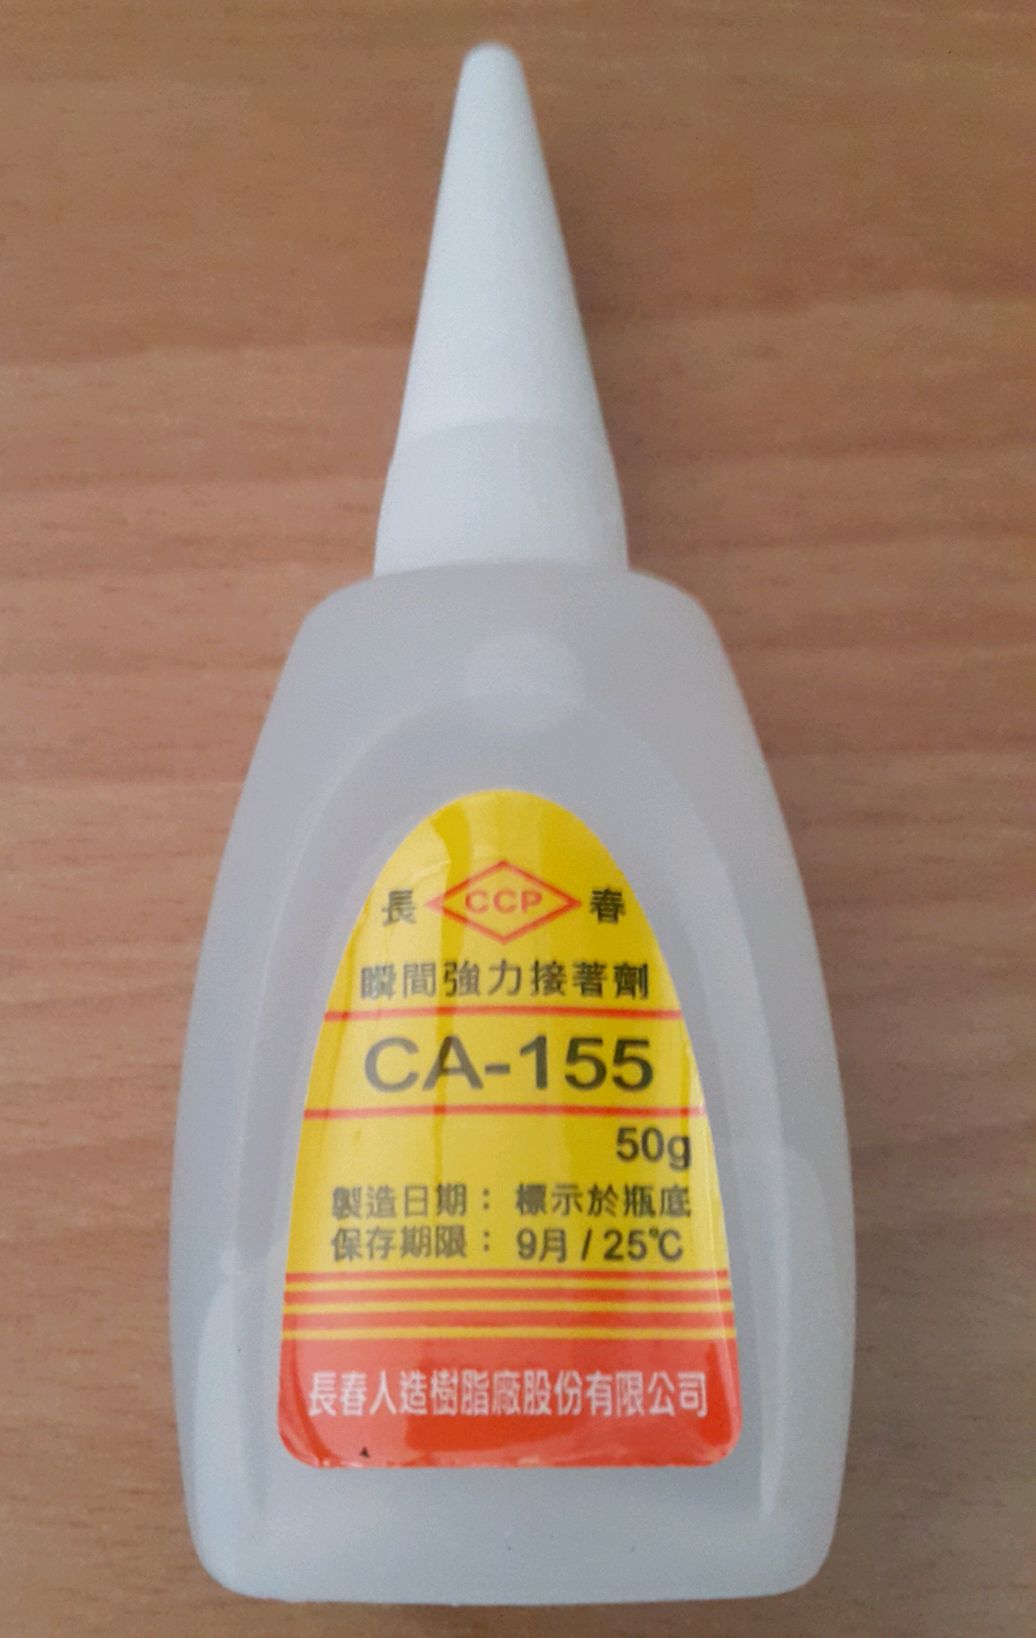 長 CCP 春
瞬間強力接著劑
CA-155
50g
製造日期：標示於瓶底
保存期限：9月/25℃
長春人造樹脂廠股份有限公司